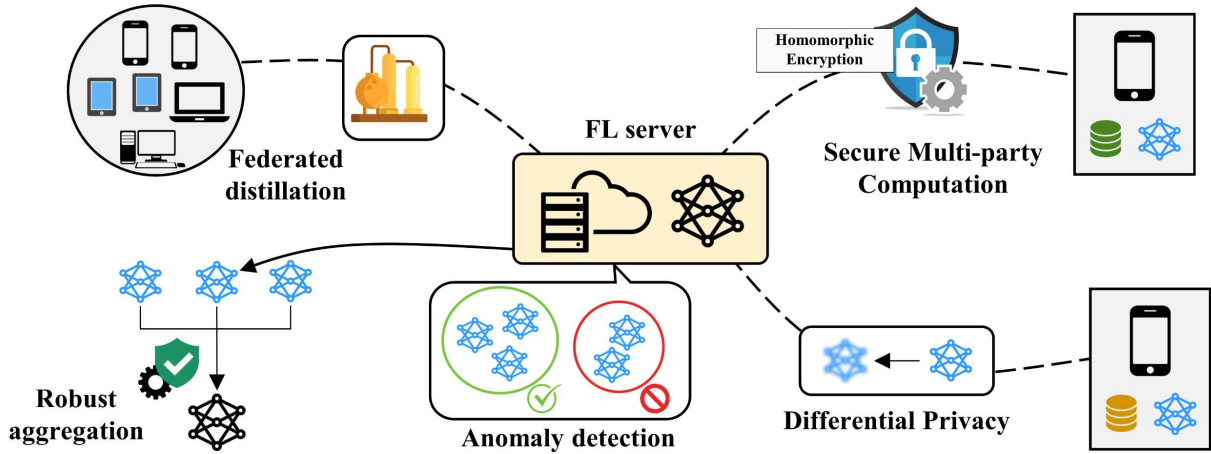 Homomorphic
Encryption
FL server
Federated
distillation
Secure Multi-party
Computation
Robust
aggregation
Anomaly detection
Differential Privacy